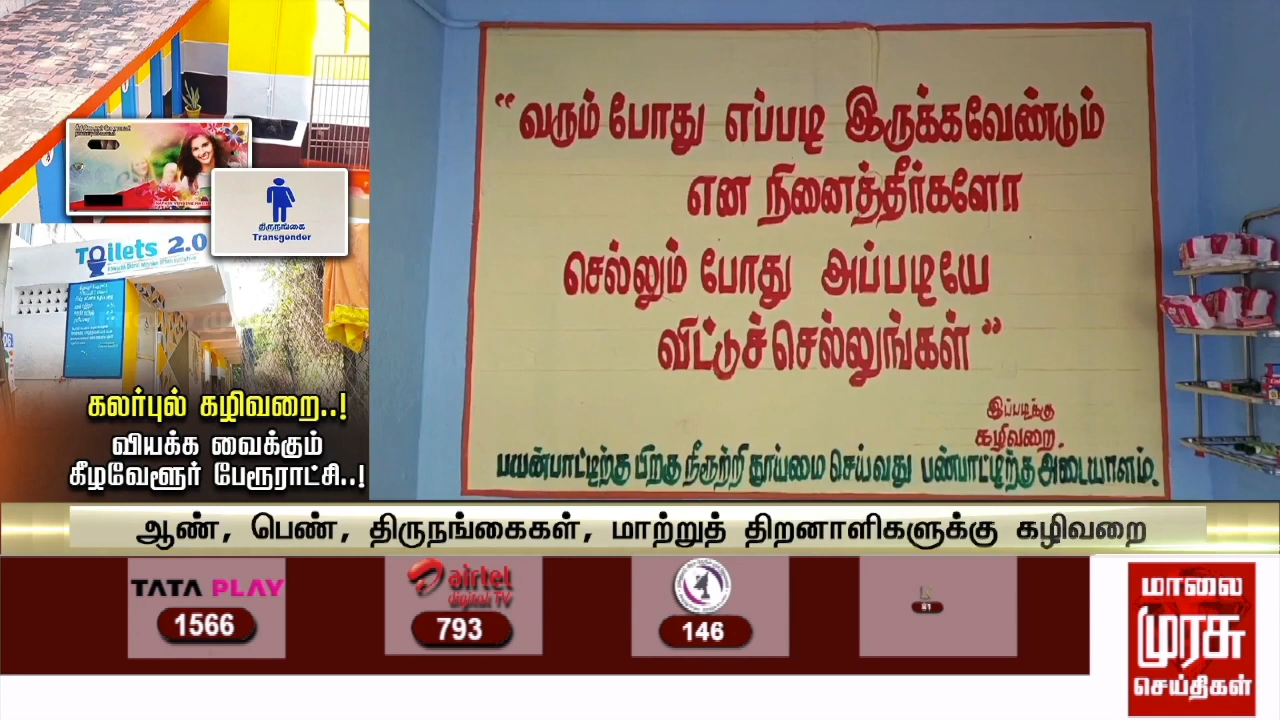 “வரும் போது எப்படி இருக்கவேண்டும்
என நினைத்தீர்களோ
செல்லும் போது அப்படியே
விட்டுச் செல்லுங்கள்”
இப்படிக்கு
கழிவறை.
பயன்பாட்டிற்கு பிறகு நீரூற்றி தூய்மை செய்வது பண்பாட்டிற்கு அடையாளம்.
திருநங்கை
Transgender
Toilets 2.0
கலர்புல் கழிவறை..!
வியக்க வைக்கும்
கீழவேளூர் பேரூராட்சி..!
ஆண், பெண், திருநங்கைகள், மாற்றுத் திறனாளிகளுக்கு கழிவறை
TATA PLAY
1566
airtel
digital TV
793
146
81
மாலை
முரசு
செய்திகள்